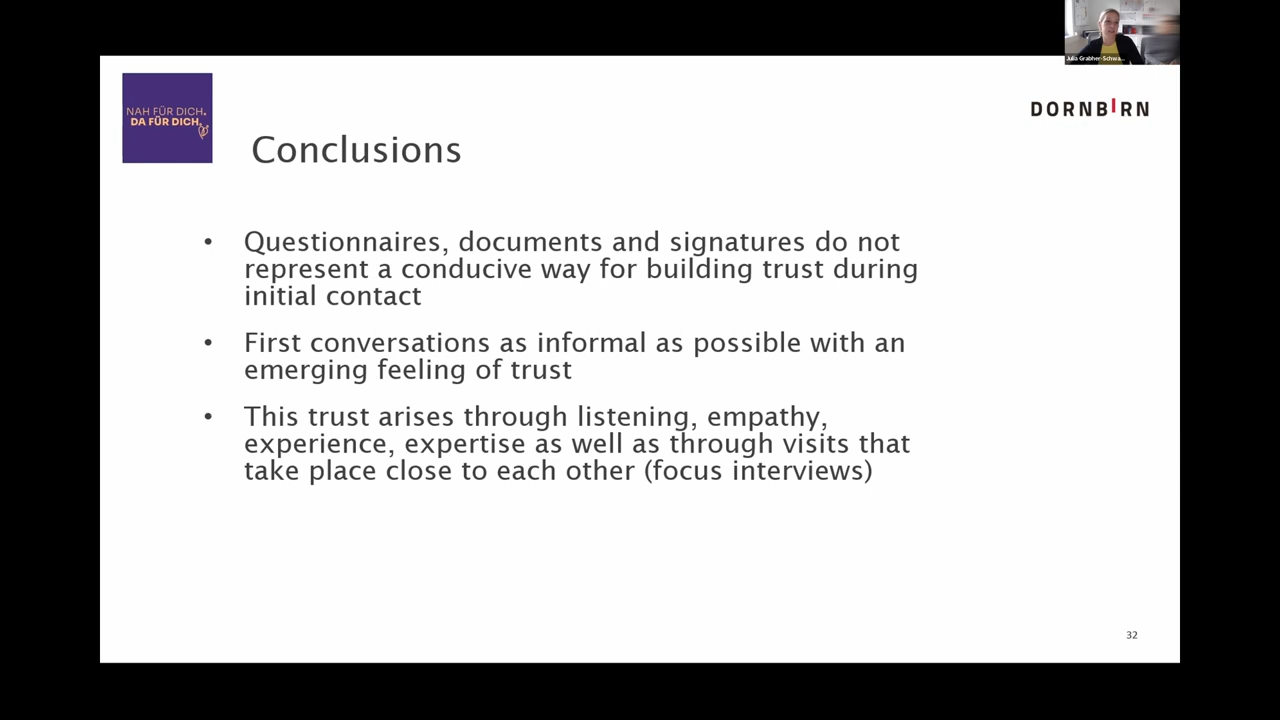 Julia Grabher-Schwa...
NAH FÜR DICH.
DA FÜR DICH.
DORNBIRN
Conclusions
• Questionnaires, documents and signatures do not
represent a conducive way for building trust during
initial contact
• First conversations as informal as possible with an
emerging feeling of trust
• This trust arises through listening, empathy,
experience, expertise as well as through visits that
take place close to each other (focus interviews)
32